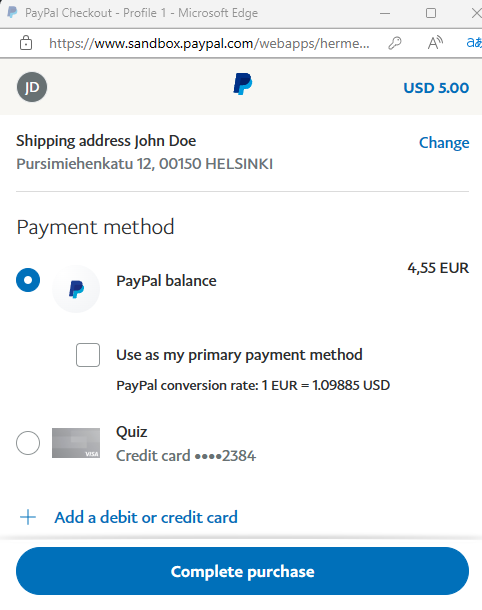 PayPal Checkout - Profile 1 - Microsoft Edge
https://www.sandbox.paypal.com/webapps/herme...
JD
USD 5.00
Shipping address John Doe
Change
Pursimiehenkatu 12, 00150 HELSINKI
Payment method
4,55 EUR
PayPal balance
Use as my primary payment method
PayPal conversion rate: 1 EUR = 1.09885 USD
Quiz
VISA
Credit card ••••2384
+ Add a debit or credit card
Complete purchase